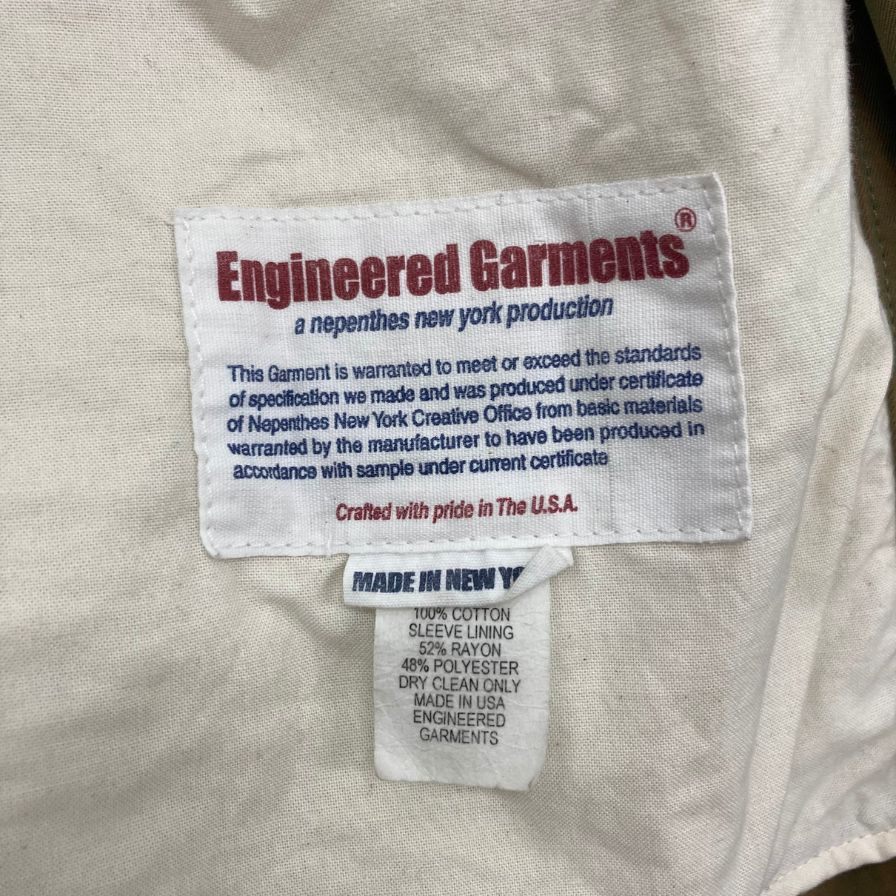 Engineered Garments®
a nepenthes new york production
This Garment is warranted to meet or exceed the standards
of specification we made and was produced under certificate
of Nepenthes New York Creative Office from basic materials
warranted by the manufacturer to have been produced in
accordance with sample under current certificate
Crafted with pride in The U.S.A.
MADE IN NEW
100% COTTON
SLEEVE LINING
52% RAYON
48% POLYESTER
DRY CLEAN ONLY
MADE IN USA
ENGINEERED
GARMENTS